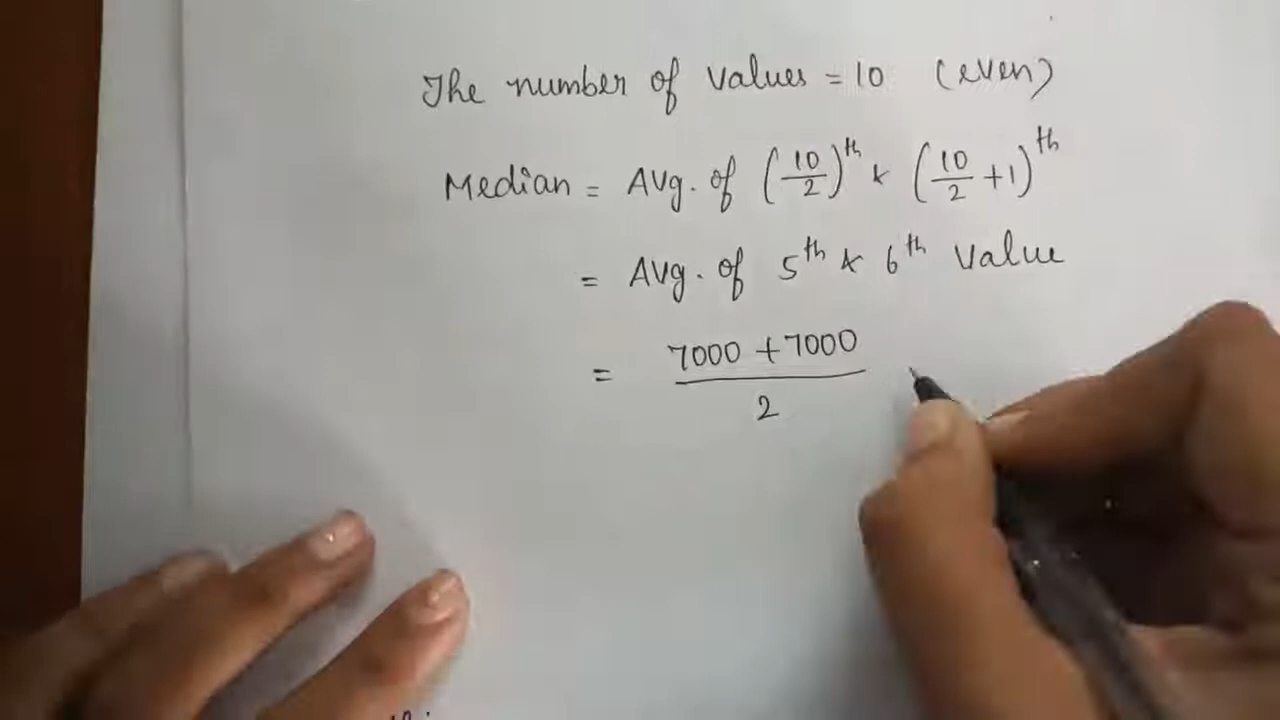 The number of values = 10 (even)
Median = Avg. of (10/2)th & (10/2 + 1)th
= Avg. of 5th & 6th value
= 7000 + 7000 / 2